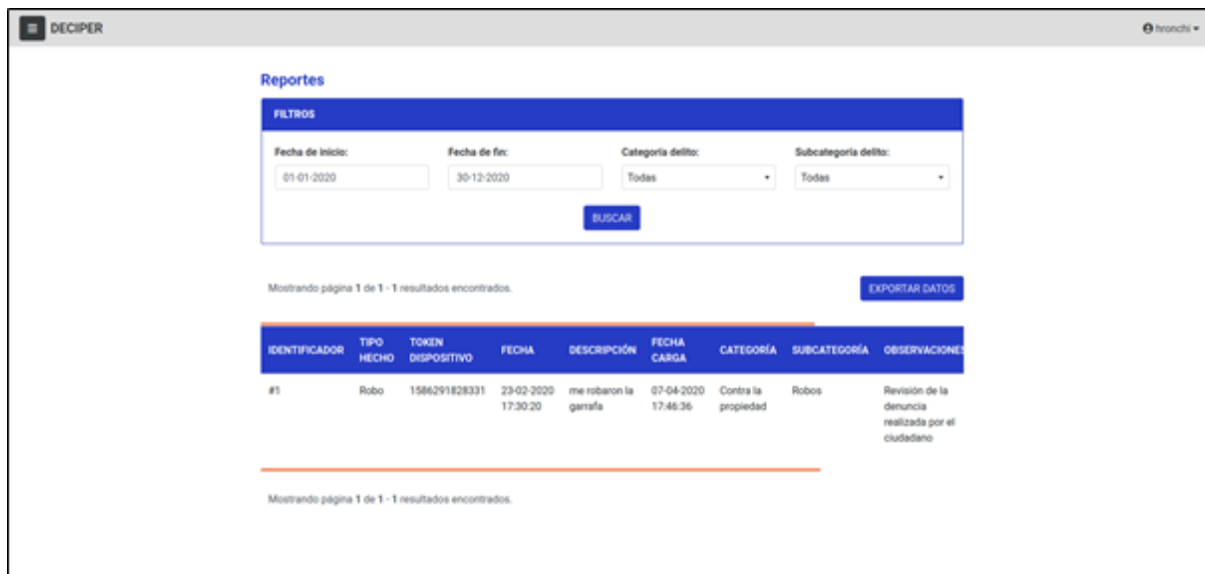 DECIPER
hronchi
Reportes
FILTROS
Fecha de inicio: Fecha de fin: Categoría delito: Subcategoría delito:
01-01-2020 30-12-2020 Todas Todas
BUSCAR
Mostrando página 1 de 1 - 1 resultados encontrados.
EXPORTAR DATOS
IDENTIFICADOR TIPO HECHO TOKEN DISPOSITIVO FECHA DESCRIPCIÓN FECHA CARGA CATEGORÍA SUBCATEGORÍA OBSERVACIONES
#1 Robo 1586291828331 23-02-2020 me robaron la 07-04-2020 Contra la Robos Revisión de la
17:30:20 garrafa 17:46:36 propiedad denuncia
realizada por el
ciudadano
Mostrando página 1 de 1 - 1 resultados encontrados.